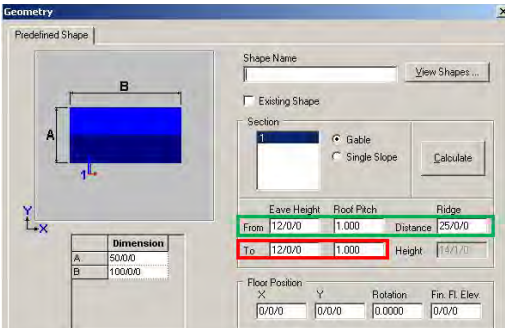 Geometry
Predefined Shape
B
A
1
Y
X
Dimension
A 50/0/0
B 100/0/0
Shape Name
View Shapes ...
Existing Shape
Section
1
Gable
Single Slope
Calculate
Eave Height Roof Pitch Ridge
From 12/0/0 1.000 Distance 25/0/0
To 12/0/0 1.000 Height 14/1/0
Floor Position
X Y Rotation Fin. Fl. Elev.
0/0/0 0/0/0 0.0000 0/0/0